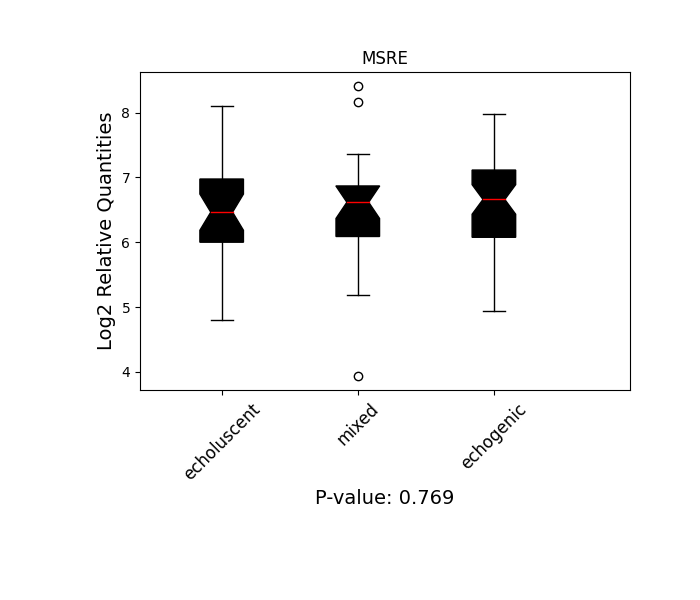 MSRE
Log2 Relative Quantities
8
7
6
5
4
echoluscent
mixed
echogenic
P-value: 0.769